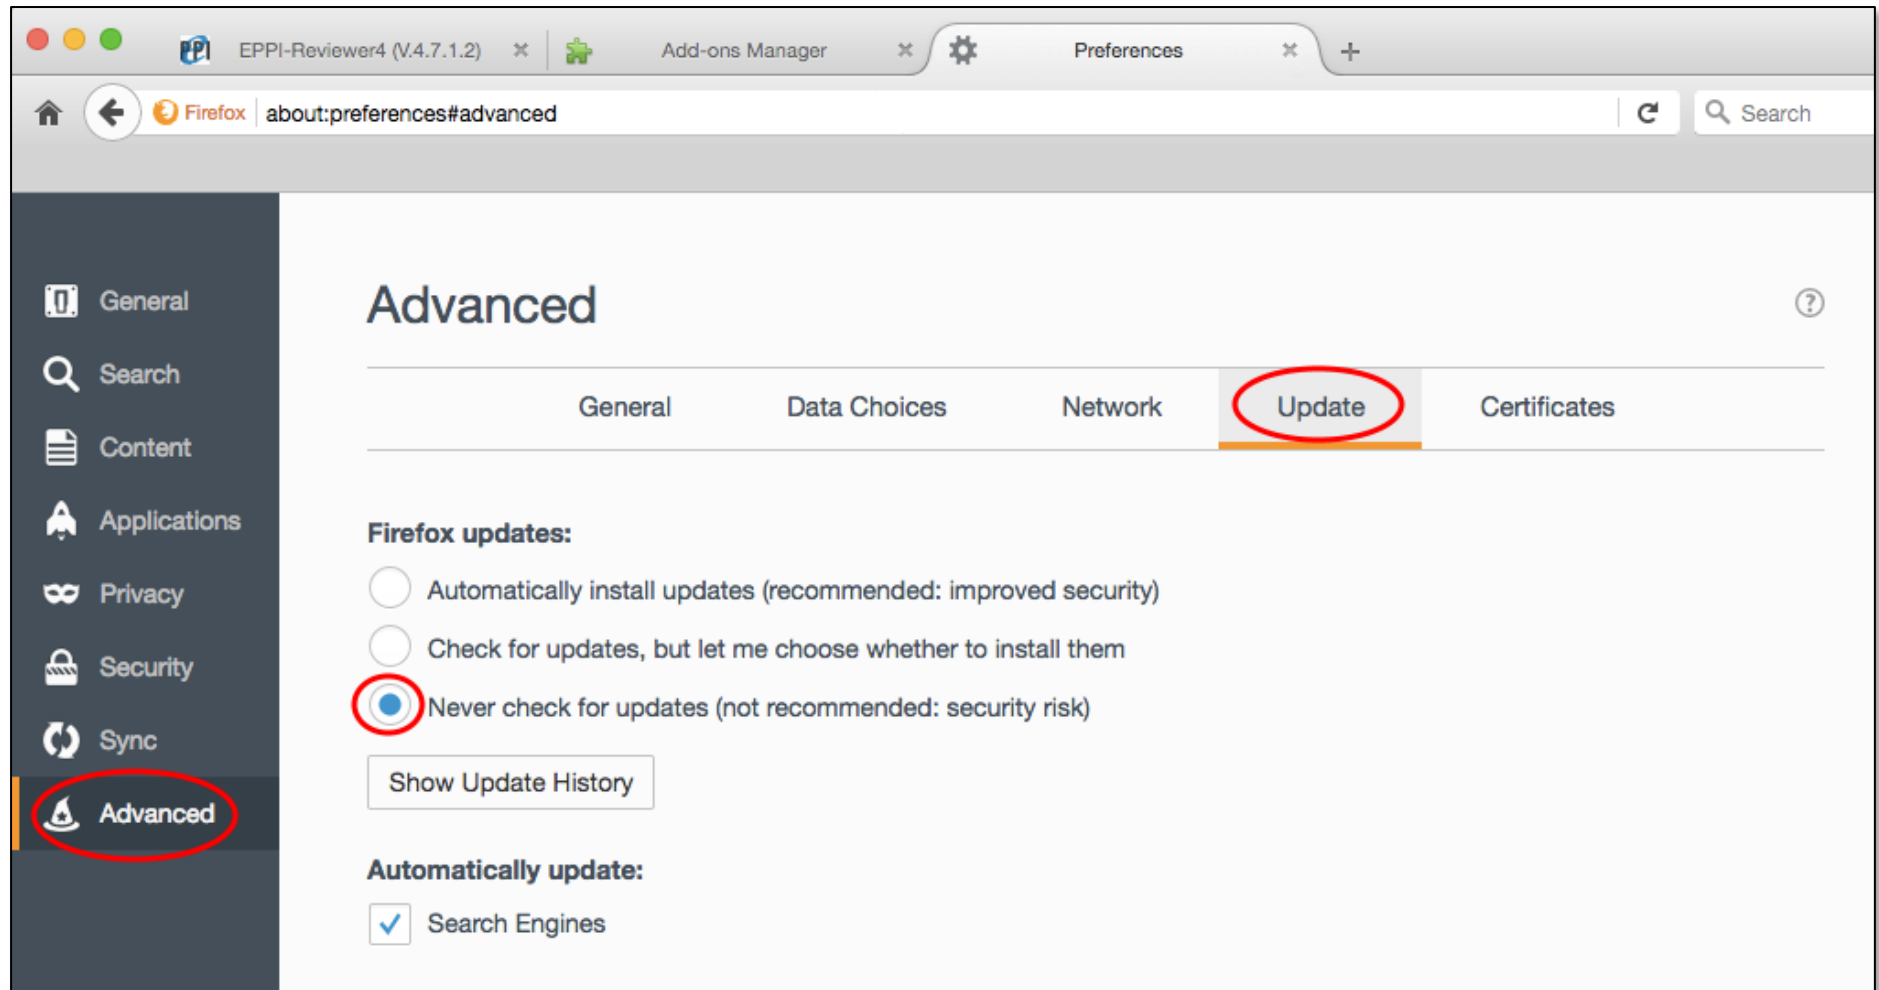 EPPI-Reviewer4 (V.4.7.1.2) Add-ons Manager Preferences
Firefox about:preferences#advanced Search
General
Search
Content
Applications
Privacy
Security
Sync
Advanced
Advanced
General Data Choices Network Update Certificates
Firefox updates:
Automatically install updates (recommended: improved security)
Check for updates, but let me choose whether to install them
Never check for updates (not recommended: security risk)
Show Update History
Automatically update:
Search Engines